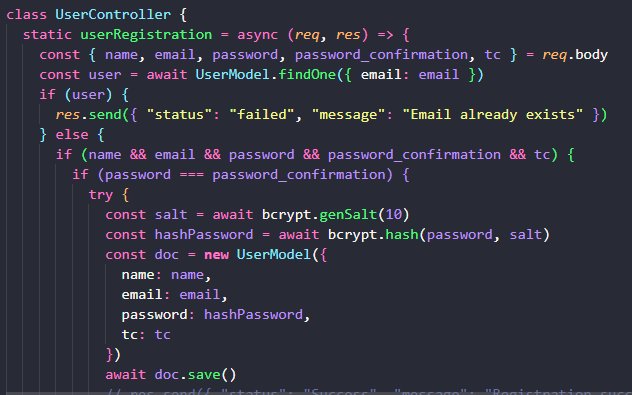 class UserController {
static userRegistration = async (req, res) => {
const { name, email, password, password_confirmation, tc } = req.body
const user = await UserModel.findOne({ email: email })
if (user) {
res.send({ "status": "failed", "message": "Email already exists" })
} else {
if (name && email && password && password_confirmation && tc) {
if (password === password_confirmation) {
try {
const salt = await bcrypt.genSalt(10)
const hashPassword = await bcrypt.hash(password, salt)
const doc = new UserModel({
name: name,
email: email,
password: hashPassword,
tc: tc
})
await doc.save()
// res.send({ "status": "Success", "message": "Registration